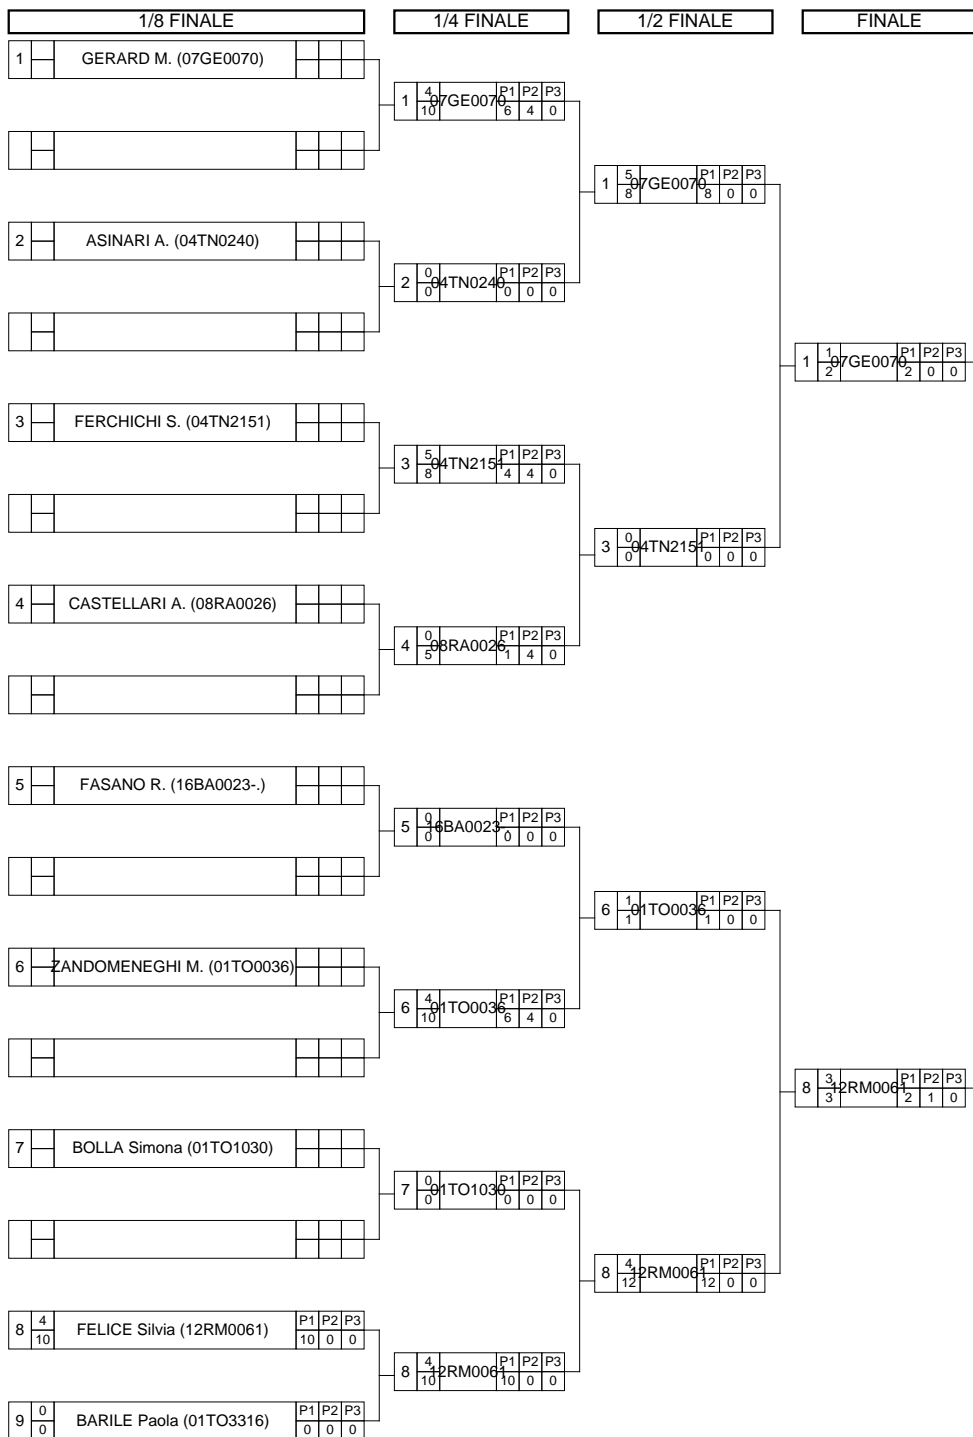 1/8 FINALE 1/4 FINALE 1/2 FINALE FINALE
1 GERARD M. (07GE0070)
1 4 10 07GE0070 P1 P2 P3 6 4 0
1 5 8 07GE0070 P1 P2 P3 8 0 0
2 ASINARI A. (04TN0240)
2 0 0 04TN0240 P1 P2 P3 0 0 0
1 1 2 07GE0070 P1 P2 P3 2 0 0
3 FERCHICHI S. (04TN2151)
3 5 8 04TN2151 P1 P2 P3 4 4 0
3 0 0 04TN2151 P1 P2 P3 0 0 0
4 CASTELLARI A. (08RA0026)
4 0 5 08RA0026 P1 P2 P3 1 4 0
5 FASANO R. (16BA0023-.)
5 0 0 16BA0023-. P1 P2 P3 0 0 0
6 1 1 01TO0036 P1 P2 P3 1 0 0
6 ZANDOMENEGHI M. (01TO0036)
6 4 10 01TO0036 P1 P2 P3 6 4 0
8 3 3 12RM0061 P1 P2 P3 2 1 0
7 BOLLA Simona (01TO1030)
7 0 0 01TO1030 P1 P2 P3 0 0 0
8 4 12 12RM0061 P1 P2 P3 12 0 0
8 4 10 FELICE Silvia (12RM0061) P1 P2 P3 10 0 0
8 4 10 12RM0061 P1 P2 P3 10 0 0
9 0 0 BARILE Paola (01TO3316) P1 P2 P3 0 0 0